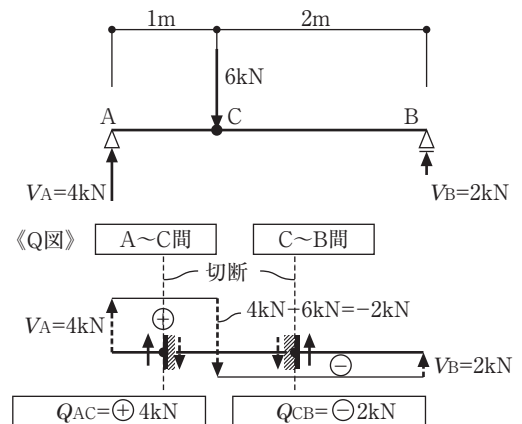 1m 2m
6kN
A C B
VA=4kN VB=2kN
《Q図》 A〜C間 C〜B間
切断
VA=4kN + 4kN−6kN=−2kN
− VB=2kN
QAC=⊕4kN QCB=⊖2kN